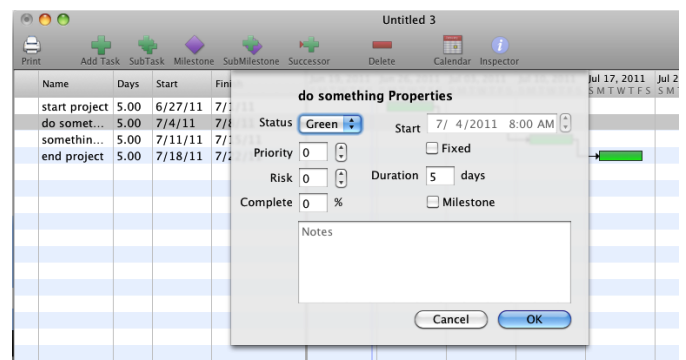 Untitled 3
Print Add Task SubTask Milestone SubMilestone Successor Delete Calendar Inspector
Name Days Start Jul 17, 2011
S M T W T F S S M
do something Properties
start project 5.00 6/27/11
do somet... 5.00 7/4/11
somethin... 5.00 7/11/11
end project 5.00 7/18/11
Status Green Start 7/ 4/2011 8:00 AM
Priority 0 Fixed
Risk 0 Duration 5 days
Complete 0 % Milestone
Notes
Cancel OK